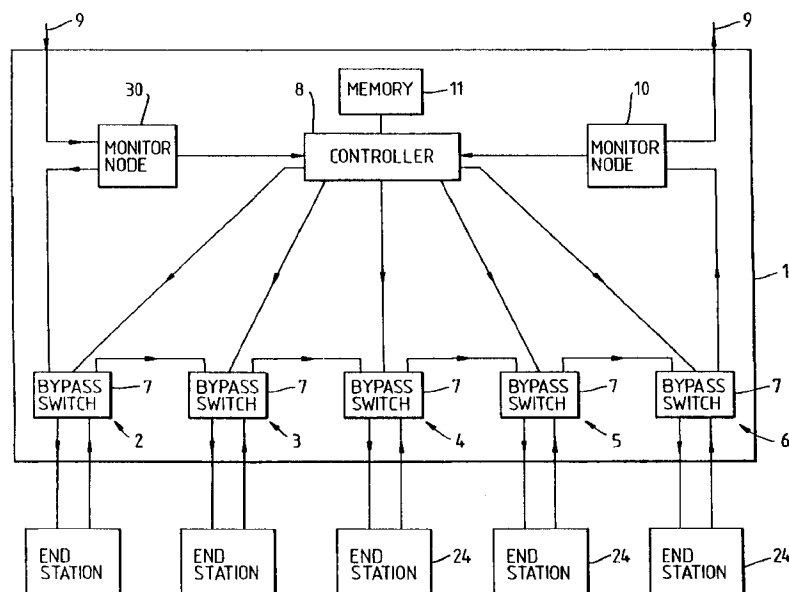 9
9
30
8
MEMORY
11
10
MONITOR
NODE
CONTROLLER
MONITOR
NODE
1
BYPASS
SWITCH
7
BYPASS
SWITCH
7
BYPASS
SWITCH
7
BYPASS
SWITCH
7
BYPASS
SWITCH
7
2
3
4
5
6
END
STATION
END
STATION
END
STATION
24
END
STATION
24
END
STATION
24